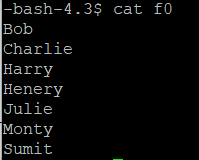 -bash-4.3$ cat f0
Bob
Charlie
Harry
Henery
Julie
Monty
Sumit